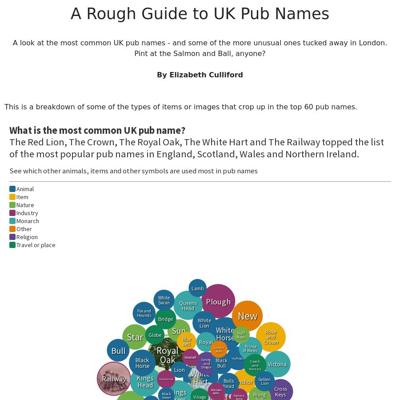 A Rough Guide to UK Pub Names
A look at the most common UK pub names - and some of the more unusual ones tucked away in London.
Pint at the Salmon and Ball, anyone?
By Elizabeth Culliford
This is a breakdown of some of the types of items or images that crop up in the top 60 pub names.
What is the most common UK pub name?
The Red Lion, The Crown, The Royal Oak, The White Hart and The Railway topped the list
of the most popular pub names in England, Scotland, Wales and Northern Ireland.
See which other animals, items and other symbols are used most in pub names
Animal
Item
Nature
Industry
Monarch
Other
Religion
Travel or place
Lamb
White
Swan
Plough
Queens
Head
Fox and
Hounds
New
Bridge
White
Lion
Globe
Sun
Star
White
Horse
Rose
and
Crown
Royal
Oak
Bull
Black
Horse
Black
Bull
Prince
of Wales
Victoria
Lion
Railway
Kings
Head
Hart
Bells
Cross
Keys
Village